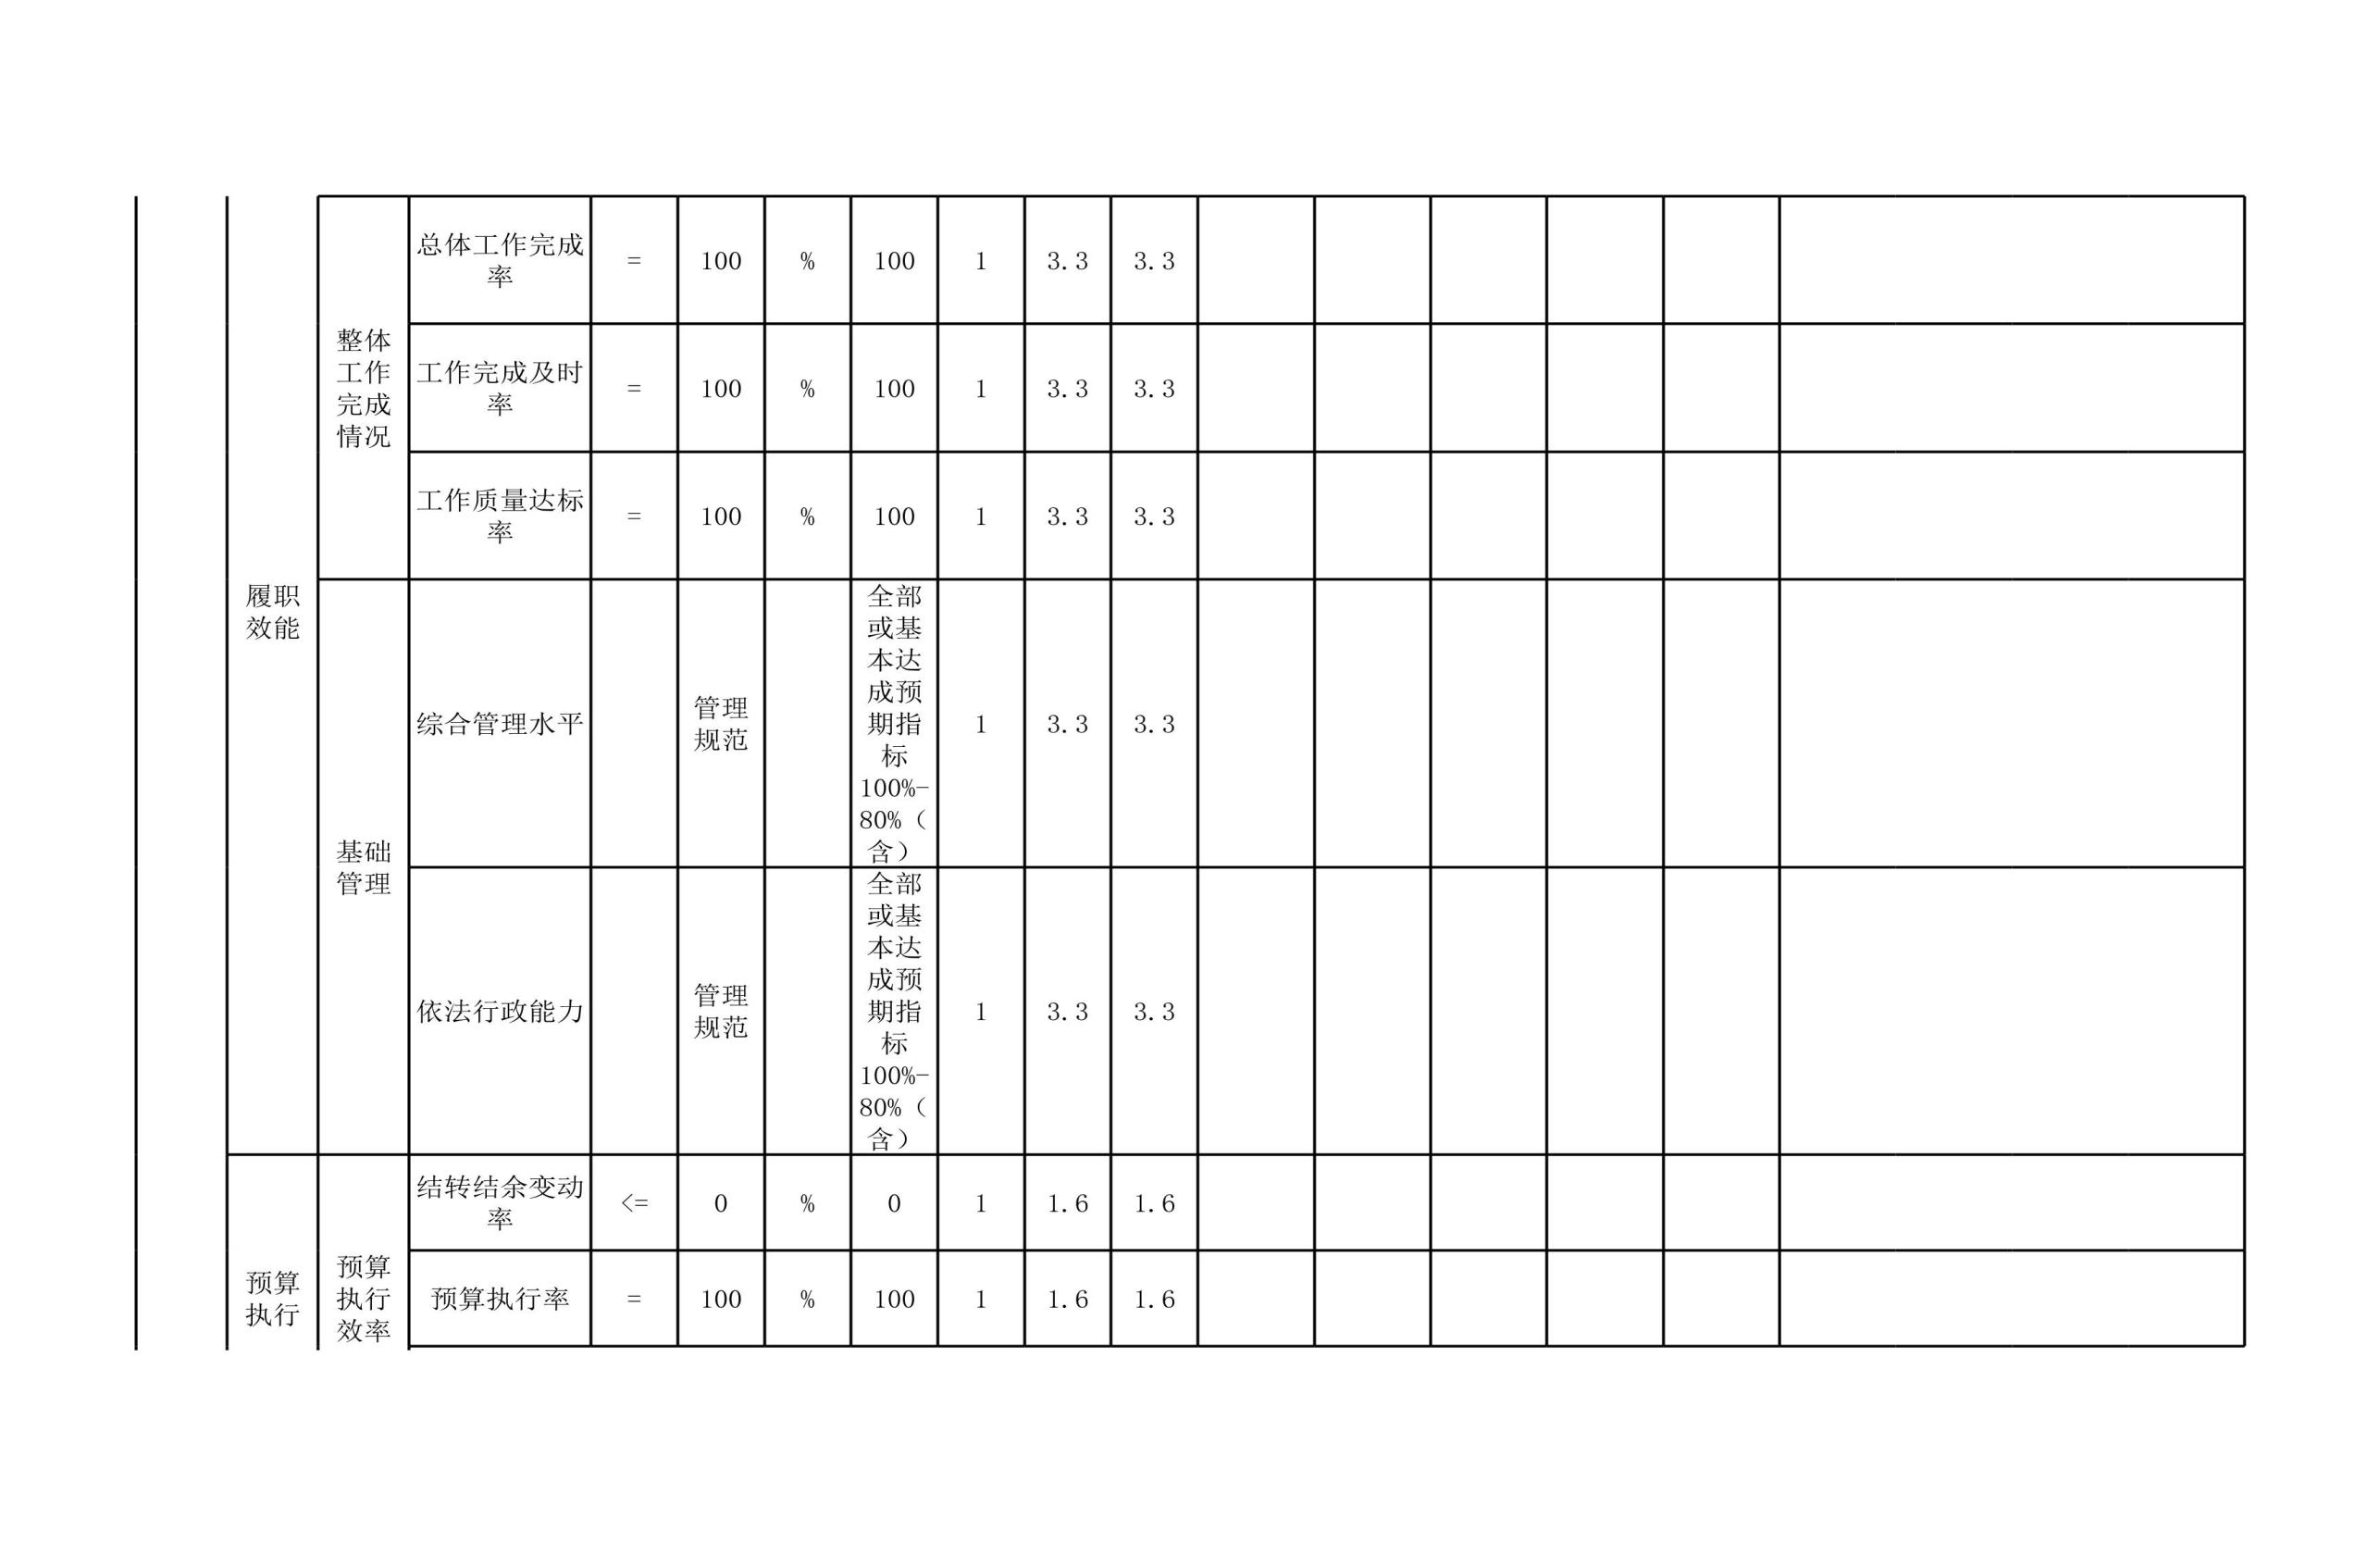 履职
效能
整体
工作
完成
情况
总体工作完成
率
=
100
%
100
1
3.3
3.3
工作完成及时
率
=
100
%
100
1
3.3
3.3
工作质量达标
率
=
100
%
100
1
3.3
3.3
基础
管理
综合管理水平
管理
规范
全部
或基
本达
成预
期指
标
100%-
80%（
含）
1
3.3
3.3
依法行政能力
管理
规范
全部
或基
本达
成预
期指
标
100%-
80%（
含）
1
3.3
3.3
预算
执行
预算
执行
效率
结转结余变动
率
<=
0
%
0
1
1.6
1.6
预算执行率
=
100
%
100
1
1.6
1.6